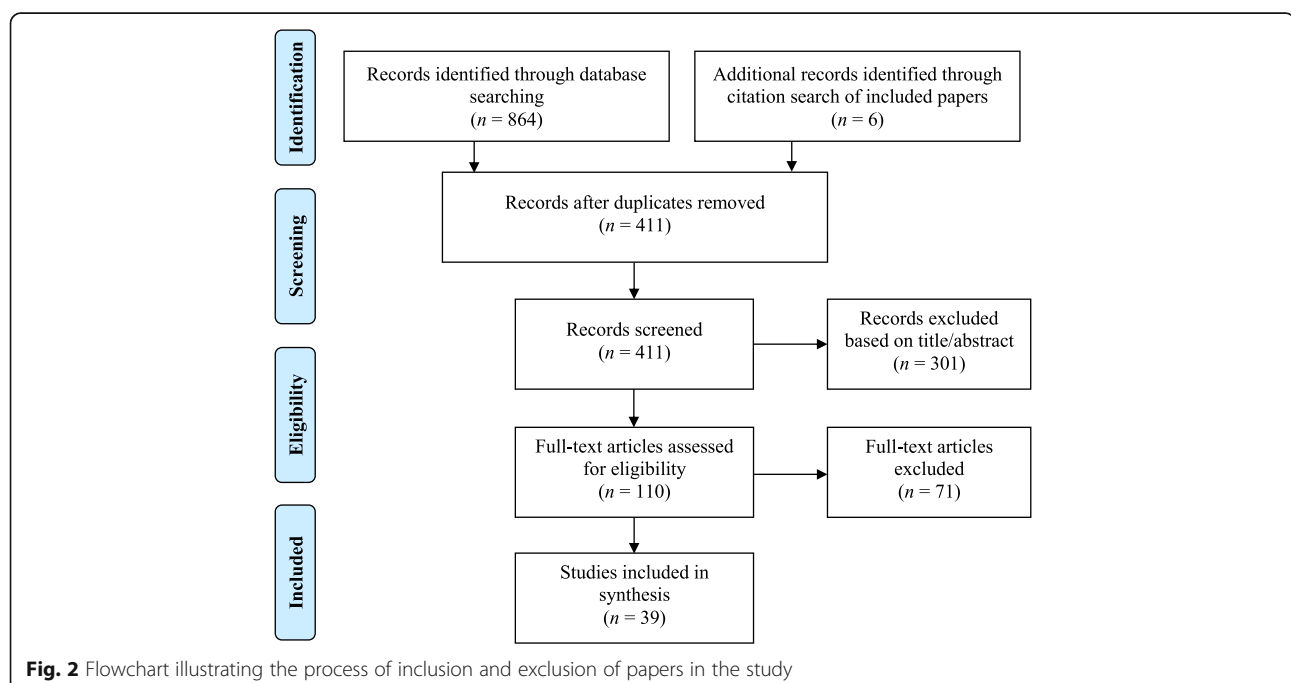 Identification
Records identified through database
searching
(n = 864)
Additional records identified through
citation search of included papers
(n = 6)
Screening
Records after duplicates removed
(n = 411)
Records screened
(n = 411)
Records excluded
based on title/abstract
(n = 301)
Eligibility
Full-text articles assessed
for eligibility
(n = 110)
Full-text articles
excluded
(n = 71)
Included
Studies included in
synthesis
(n = 39)
Fig. 2 Flowchart illustrating the process of inclusion and exclusion of papers in the study